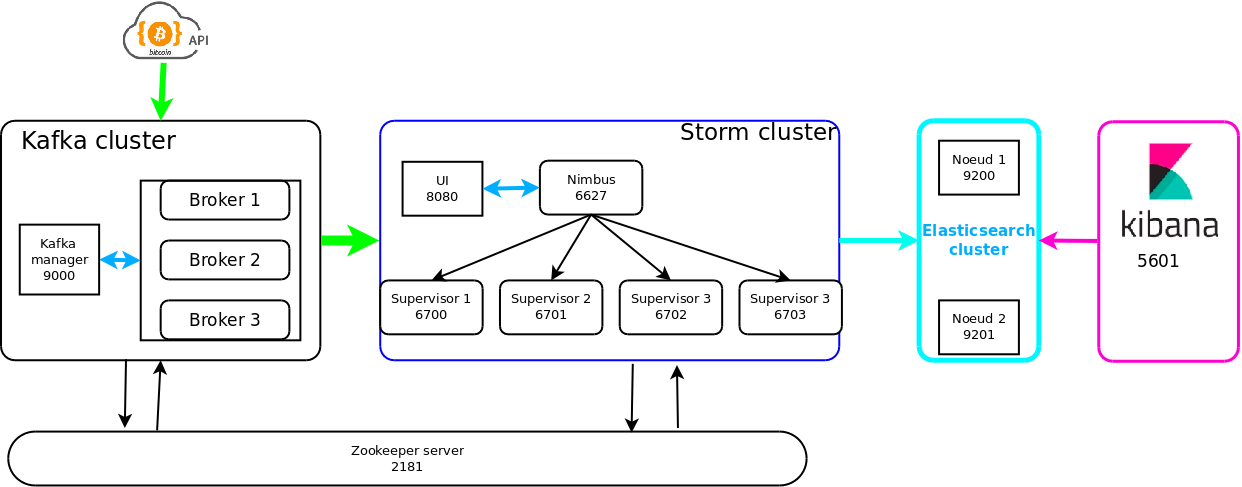 { ₿ } API
bitcoin
Kafka cluster
Kafka
manager
9000
Broker 1
Broker 2
Broker 3
Storm cluster
UI
8080
Nimbus
6627
Supervisor 1
6700
Supervisor 2
6701
Supervisor 3
6702
Supervisor 3
6703
Noeud 1
9200
Elasticsearch
cluster
Noeud 2
9201
kibana
5601
Zookeeper server
2181